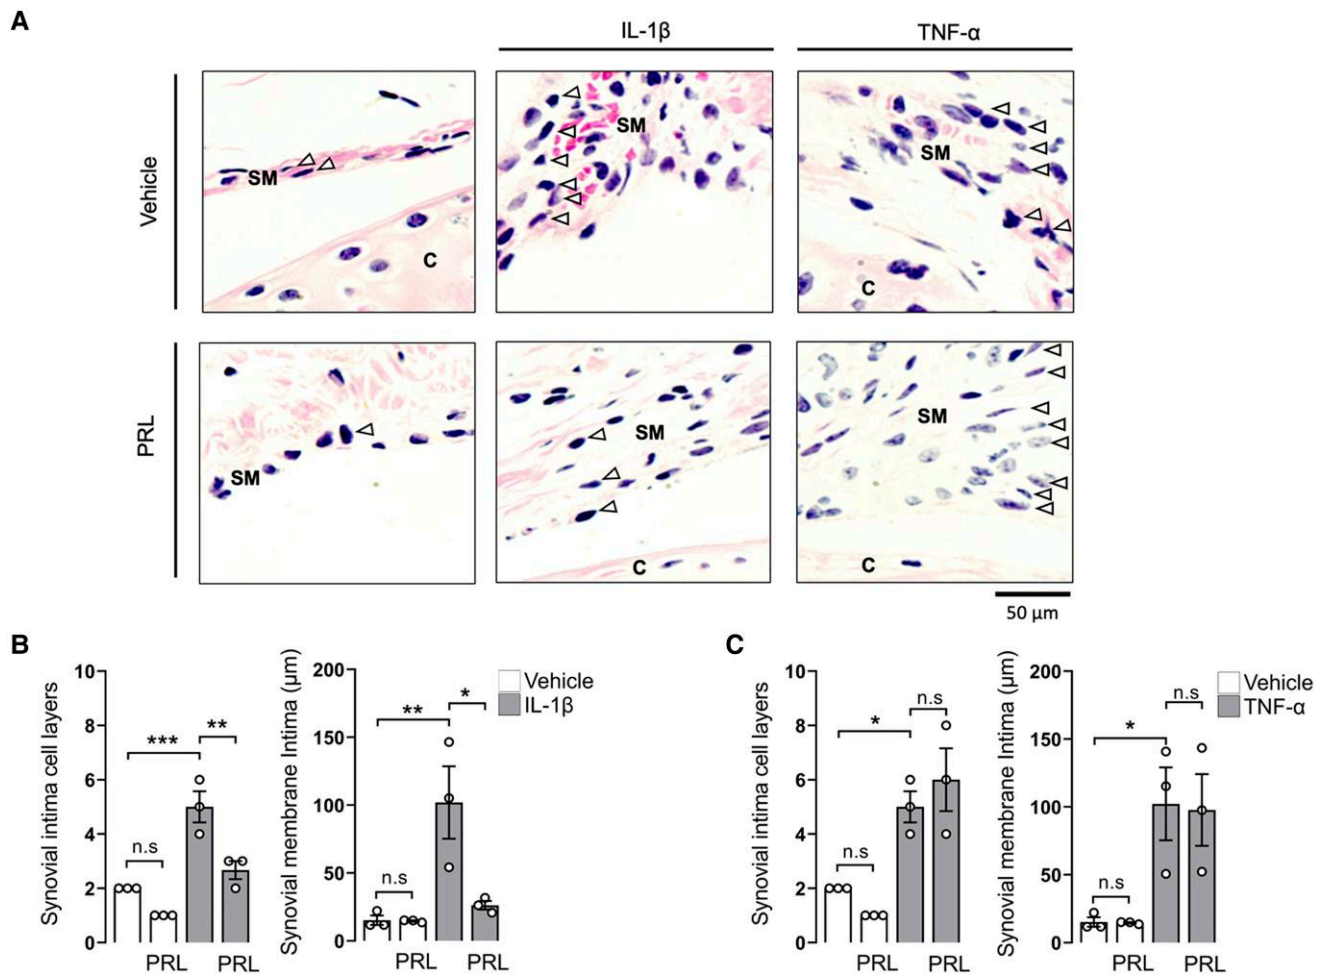 A
IL-1β
TNF-α
Vehicle
SM
C
SM
SM
C
PRL
SM
SM
C
SM
C
50 µm
B
Synovial intima cell layers
10
8
6
4
2
0
n.s
***
**
PRL
PRL
Synovial membrane Intima (µm)
200
150
100
50
0
n.s
**
*
PRL
PRL
Vehicle
IL-1β
C
Synovial intima cell layers
10
8
6
4
2
0
n.s
*
n.s
PRL
PRL
Synovial membrane Intima (µm)
200
150
100
50
0
n.s
*
n.s
PRL
PRL
Vehicle
TNF-α